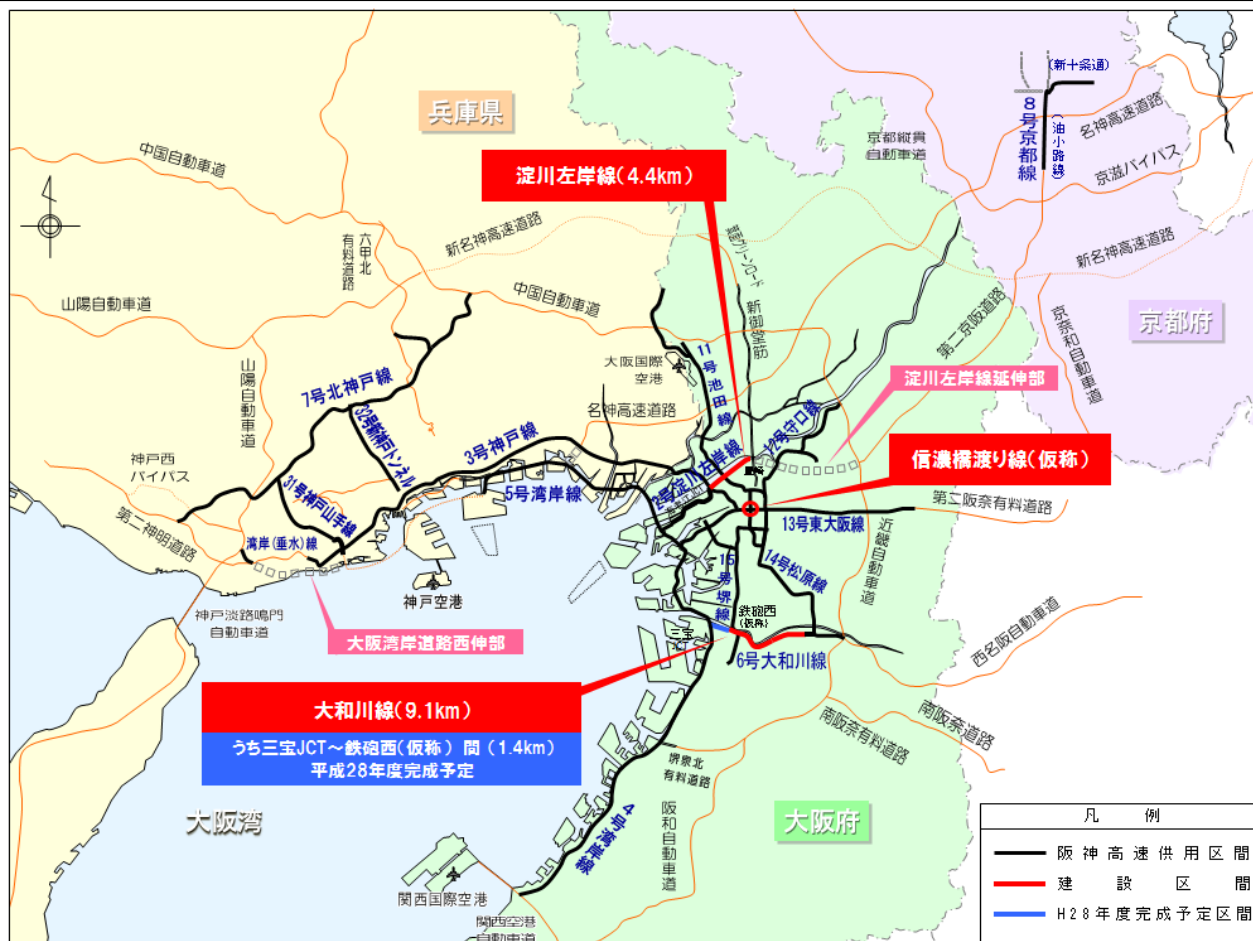 兵庫県
(新十条通)
8号京都線
(油小路線)
名神高速道路
京都縦貫
自動車道
京滋バイパス
中国自動車道
淀川左岸線(4.4km)
新名神高速道路
六甲北
有料道路
新名神高速道路
山陽自動車道
中国自動車道
新御堂筋
第二京阪道路
京奈和自動車道
京都府
大阪国際
空港
11号池田線
淀川左岸線延伸部
山陽自動車道
7号北神戸線
32号新神戸トンネル
名神高速道路
12号守口線
3号神戸線
信濃橋渡り線(仮称)
神戸西
バイパス
5号湾岸線
2号淀川左岸線
31号神戸山手線
第二阪奈有料道路
第二神明道路
13号東大阪線
近畿自動車道
湾岸(垂水)線
15号堺線
14号松原線
神戸空港
神戸淡路鳴門
自動車道
鉄砲西
(仮称)
西名阪自動車道
大阪湾岸道路西伸部
三宝
6号大和川線
大和川線(9.1km)
うち三宝JCT～鉄砲西(仮称) 間 (1.4km)
平成28年度完成予定
南阪奈有料道路
南阪奈道路
堺泉北
有料道路
大阪湾
4号湾岸線
阪和自動車道
大阪府
関西国際空港
関西空港
自動車道
凡 例
阪神高速供用区間
建設区間
H28年度完成予定区間